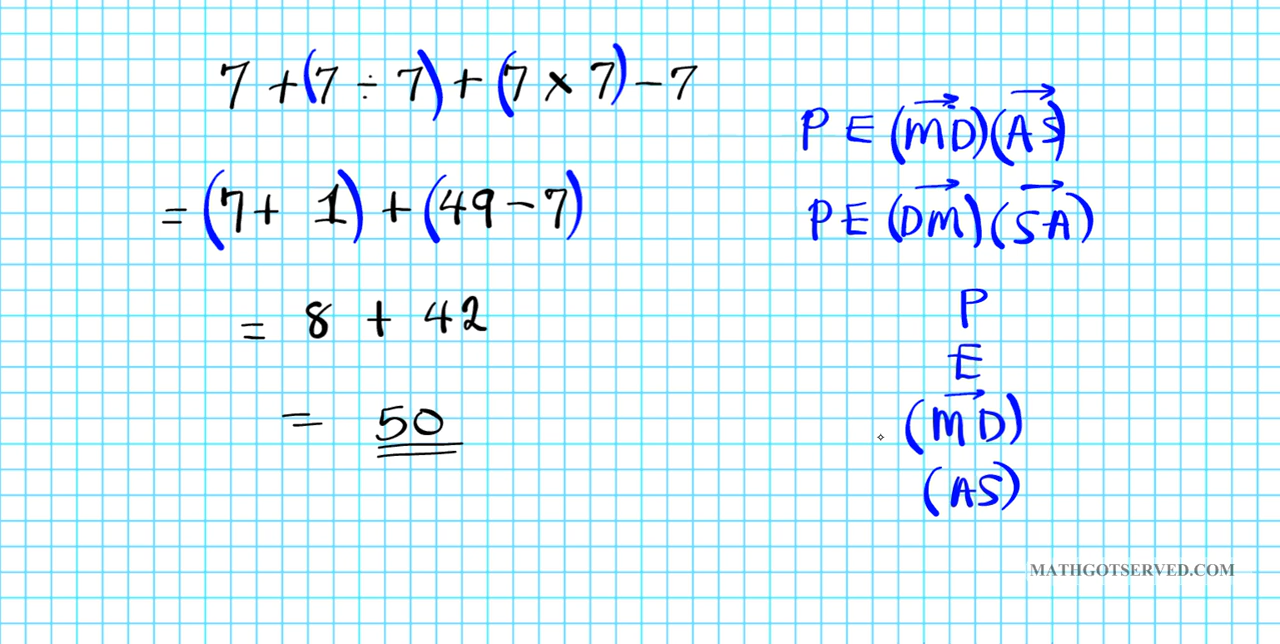 7 + (7 ÷ 7) + (7 × 7) − 7
= (7 + 1) + (49 − 7)
= 8 + 42
= 50
P E (MD)(AS)
P E (DM)(SA)
P
E
(MD)
(AS)
MATHGOTSERVED.COM